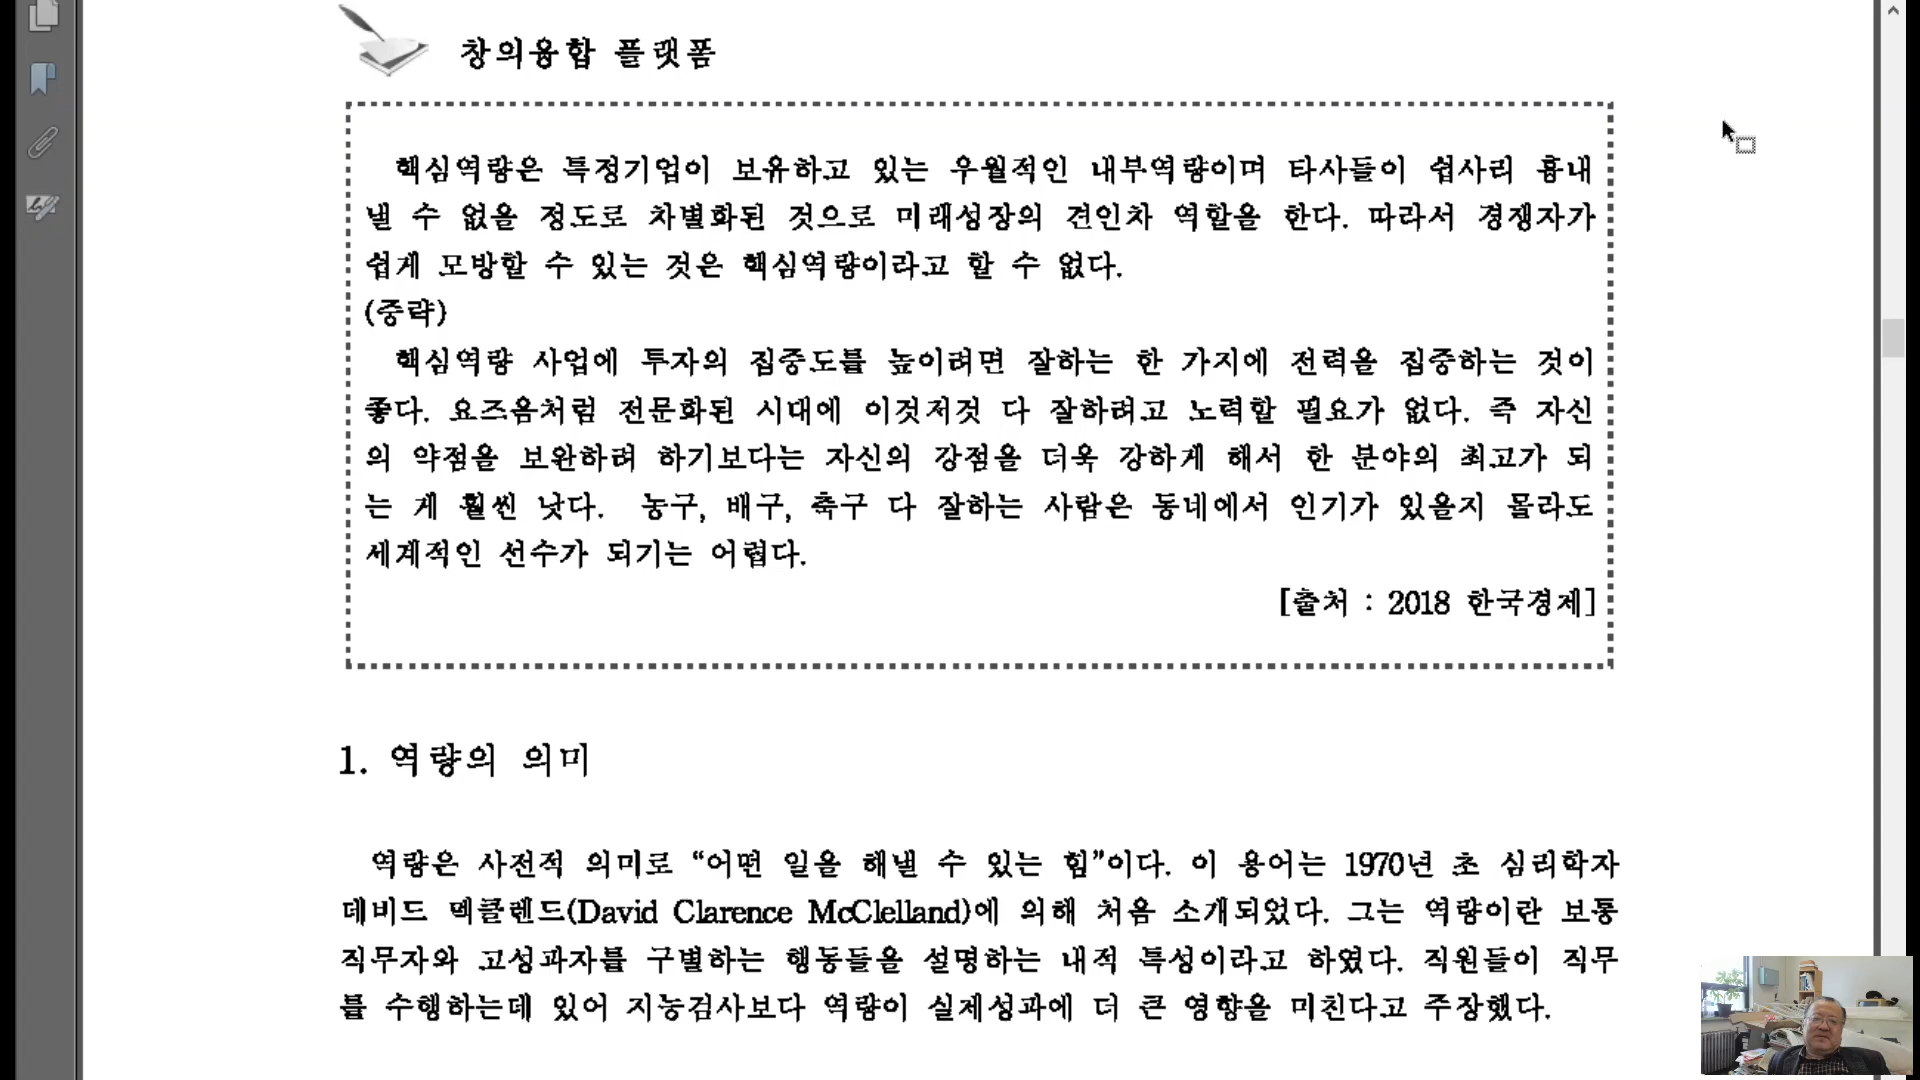 창의융합 플랫폼
핵심역량은 특정기업이 보유하고 있는 우월적인 내부역량이며 타사들이 쉽사리 흉내
낼 수 없을 정도로 차별화된 것으로 미래성장의 견인차 역할을 한다. 따라서 경쟁자가
쉽게 모방할 수 있는 것은 핵심역량이라고 할 수 없다.
(중략)
핵심역량 사업에 투자의 집중도를 높이려면 잘하는 한 가지에 전력을 집중하는 것이
좋다. 요즈음처럼 전문화된 시대에 이것저것 다 잘하려고 노력할 필요가 없다. 즉 자신
의 약점을 보완하려 하기보다는 자신의 강점을 더욱 강하게 해서 한 분야의 최고가 되
는 게 훨씬 낫다. 농구, 배구, 축구 다 잘하는 사람은 동네에서 인기가 있을지 몰라도
세계적인 선수가 되기는 어렵다.
[출처 : 2018 한국경제]
1. 역량의 의미
역량은 사전적 의미로 “어떤 일을 해낼 수 있는 힘”이다. 이 용어는 1970년 초 심리학자
데비드 멕클렌드(David Clarence McClelland)에 의해 처음 소개되었다. 그는 역량이란 보통
직무자와 고성과자를 구별하는 행동들을 설명하는 내적 특성이라고 하였다. 직원들이 직무
를 수행하는데 있어 지능검사보다 역량이 실제성과에 더 큰 영향을 미친다고 주장했다.